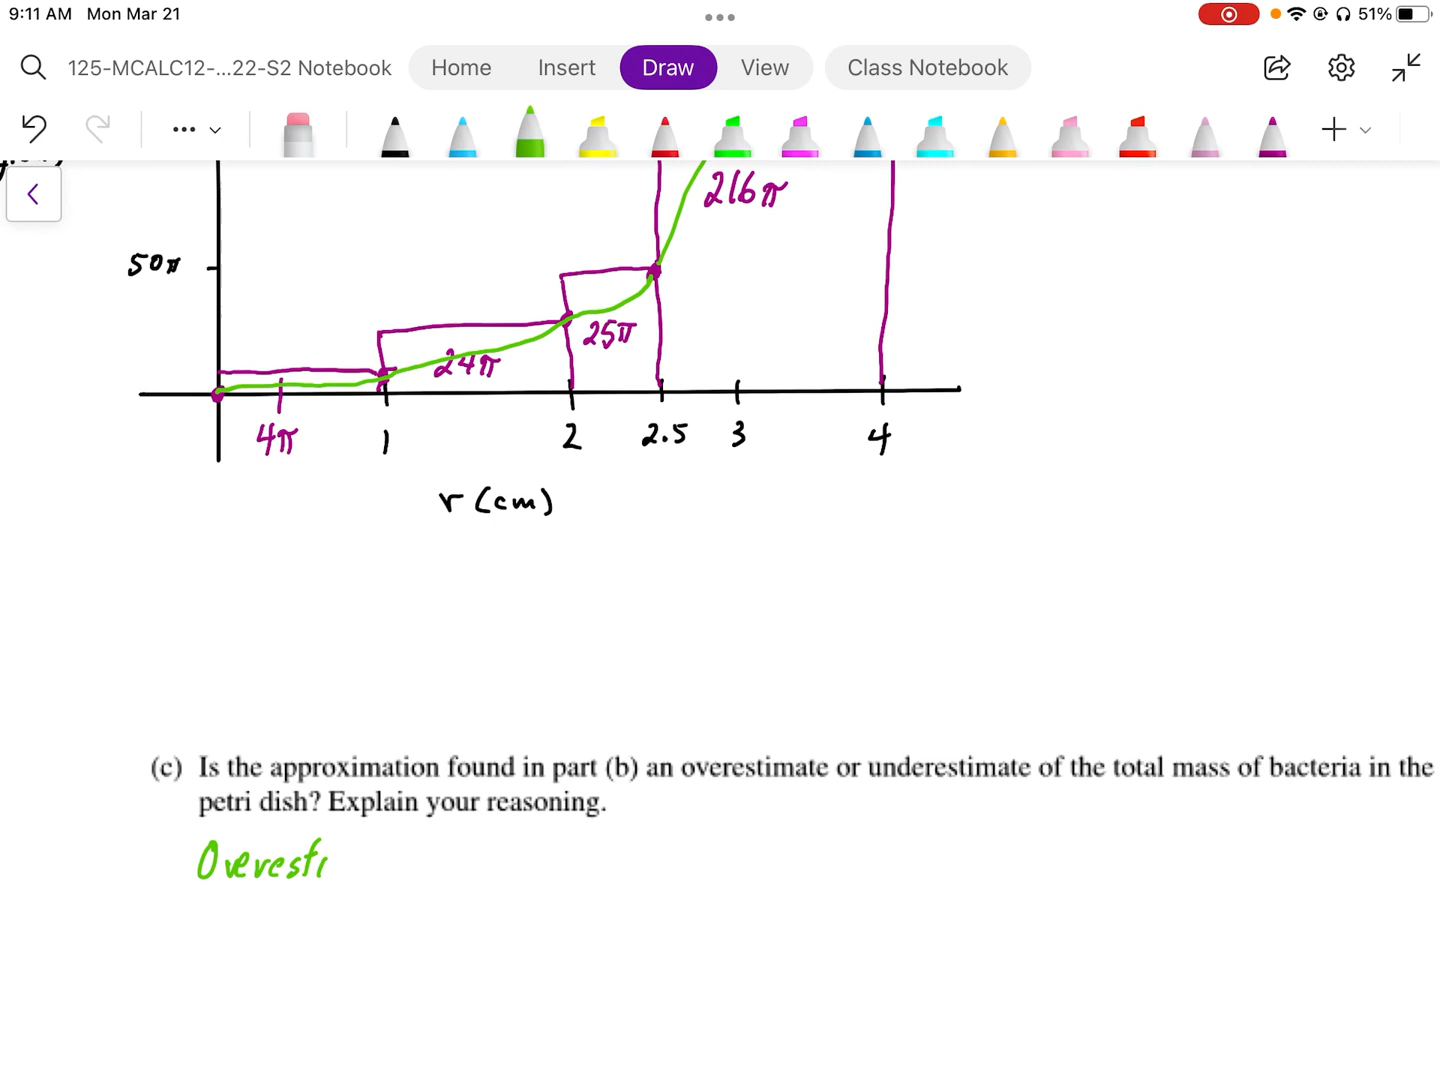 9:11 AM Mon Mar 21
51%
125-MCALC12-...22-S2 Notebook Home Insert Draw View Class Notebook
216π
50π
25π
24π
4π 1 2 2.5 3 4
r (cm)
(c) Is the approximation found in part (b) an overestimate or underestimate of the total mass of bacteria in the
petri dish? Explain your reasoning.
Overesti